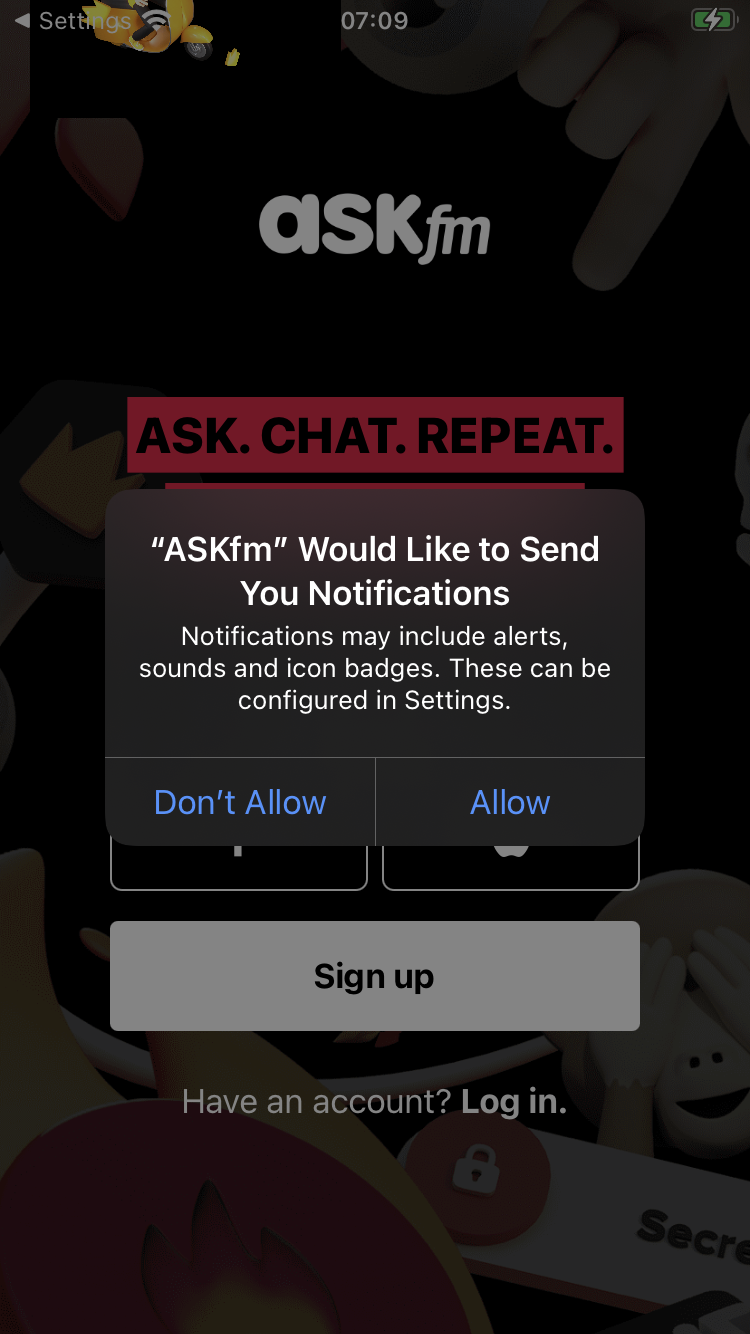 Settings 07:09
ASKfm
ASK. CHAT. REPEAT.
“ASKfm” Would Like to Send
You Notifications
Notifications may include alerts,
sounds and icon badges. These can be
configured in Settings.
Don’t Allow Allow
Sign up
Have an account? Log in.